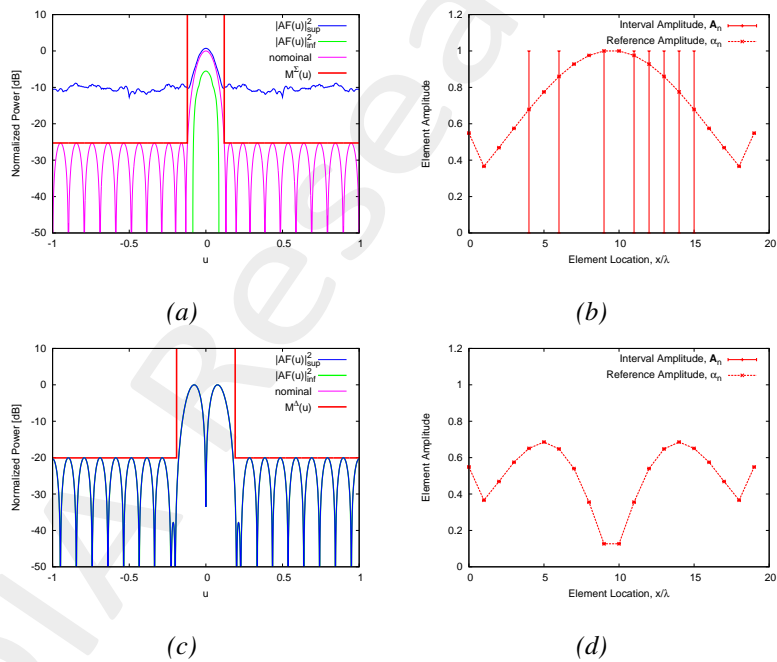 10
0
-10
-20
-30
-40
-50
Normalized Power [dB]
|AF(u)|²sup
|AF(u)|²inf
nomoinal
M^Σ(u)
-1 -0.5 0 0.5 1
u
(a)
1.2
1
0.8
0.6
0.4
0.2
0
Element Amplitude
Interval Amplitude, Aₙ
Reference Amplitude, αₙ
0 5 10 15 20
Element Location, x/λ
(b)
10
0
-10
-20
-30
-40
-50
Normalized Power [dB]
|AF(u)|²sup
|AF(u)|²inf
nominal
M^Δ(u)
-1 -0.5 0 0.5 1
u
(c)
1.2
1
0.8
0.6
0.4
0.2
0
Element Amplitude
Interval Amplitude, Aₙ
Reference Amplitude, αₙ
0 5 10 15 20
Element Location, x/λ
(d)
DIA Resea